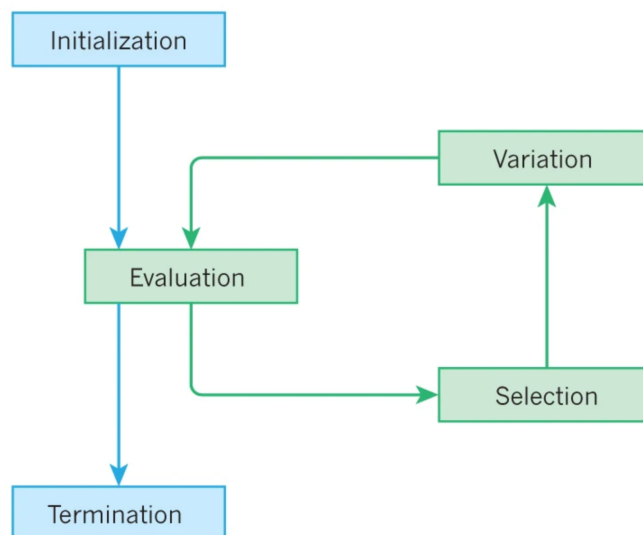 Initialization
Variation
Evaluation
Selection
Termination